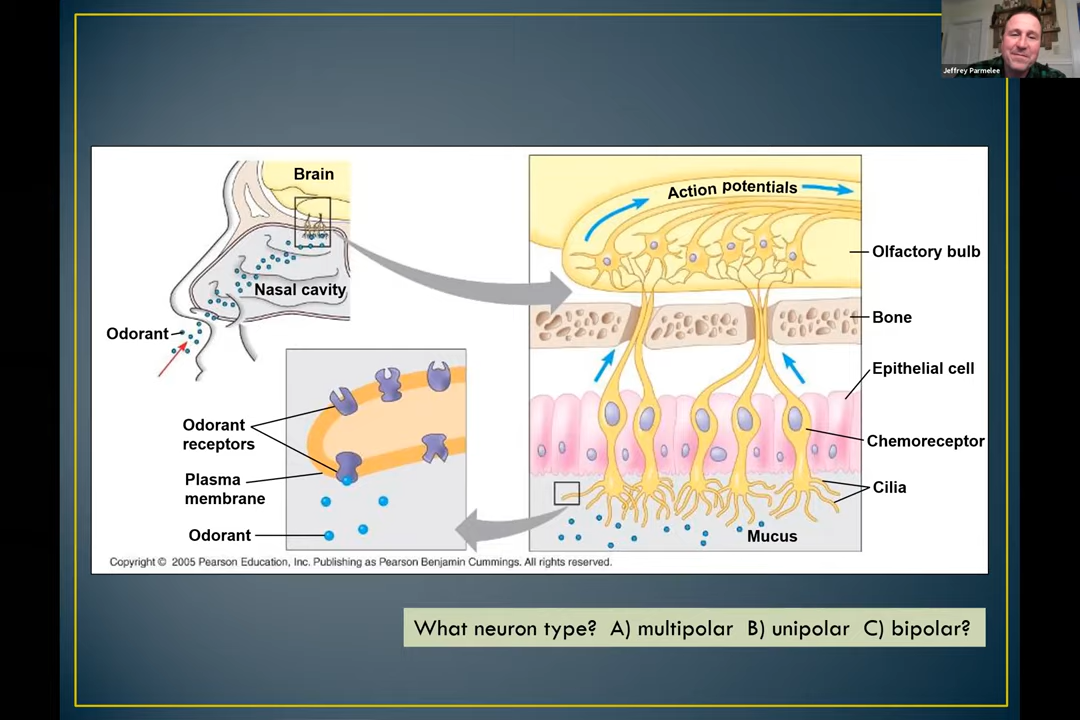 Jeffrey Parmelee
Brain
Nasal cavity
Odorant
Odorant
receptors
Plasma
membrane
Odorant
Action potentials
Olfactory bulb
Bone
Epithelial cell
Chemoreceptor
Cilia
Mucus
Copyright © 2005 Pearson Education, Inc. Publishing as Pearson Benjamin Cummings. All rights reserved.
What neuron type? A) multipolar B) unipolar C) bipolar?